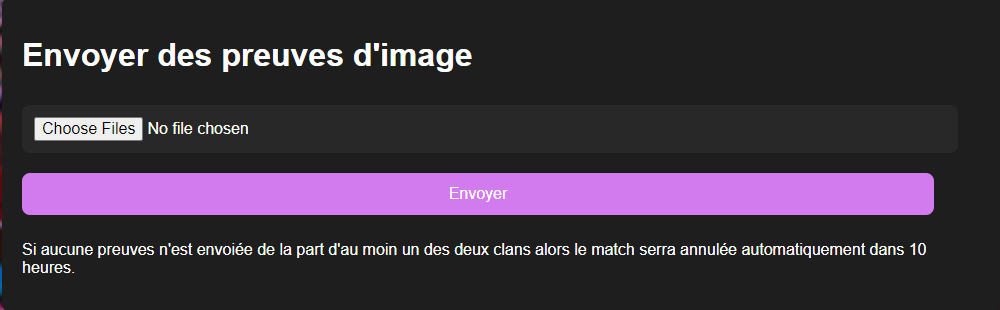 Envoyer des preuves d'image
Choose Files No file chosen
Envoyer
Si aucune preuves n'est envoiée de la part d'au moin un des deux clans alors le match serra annulée automatiquement dans 10
heures.